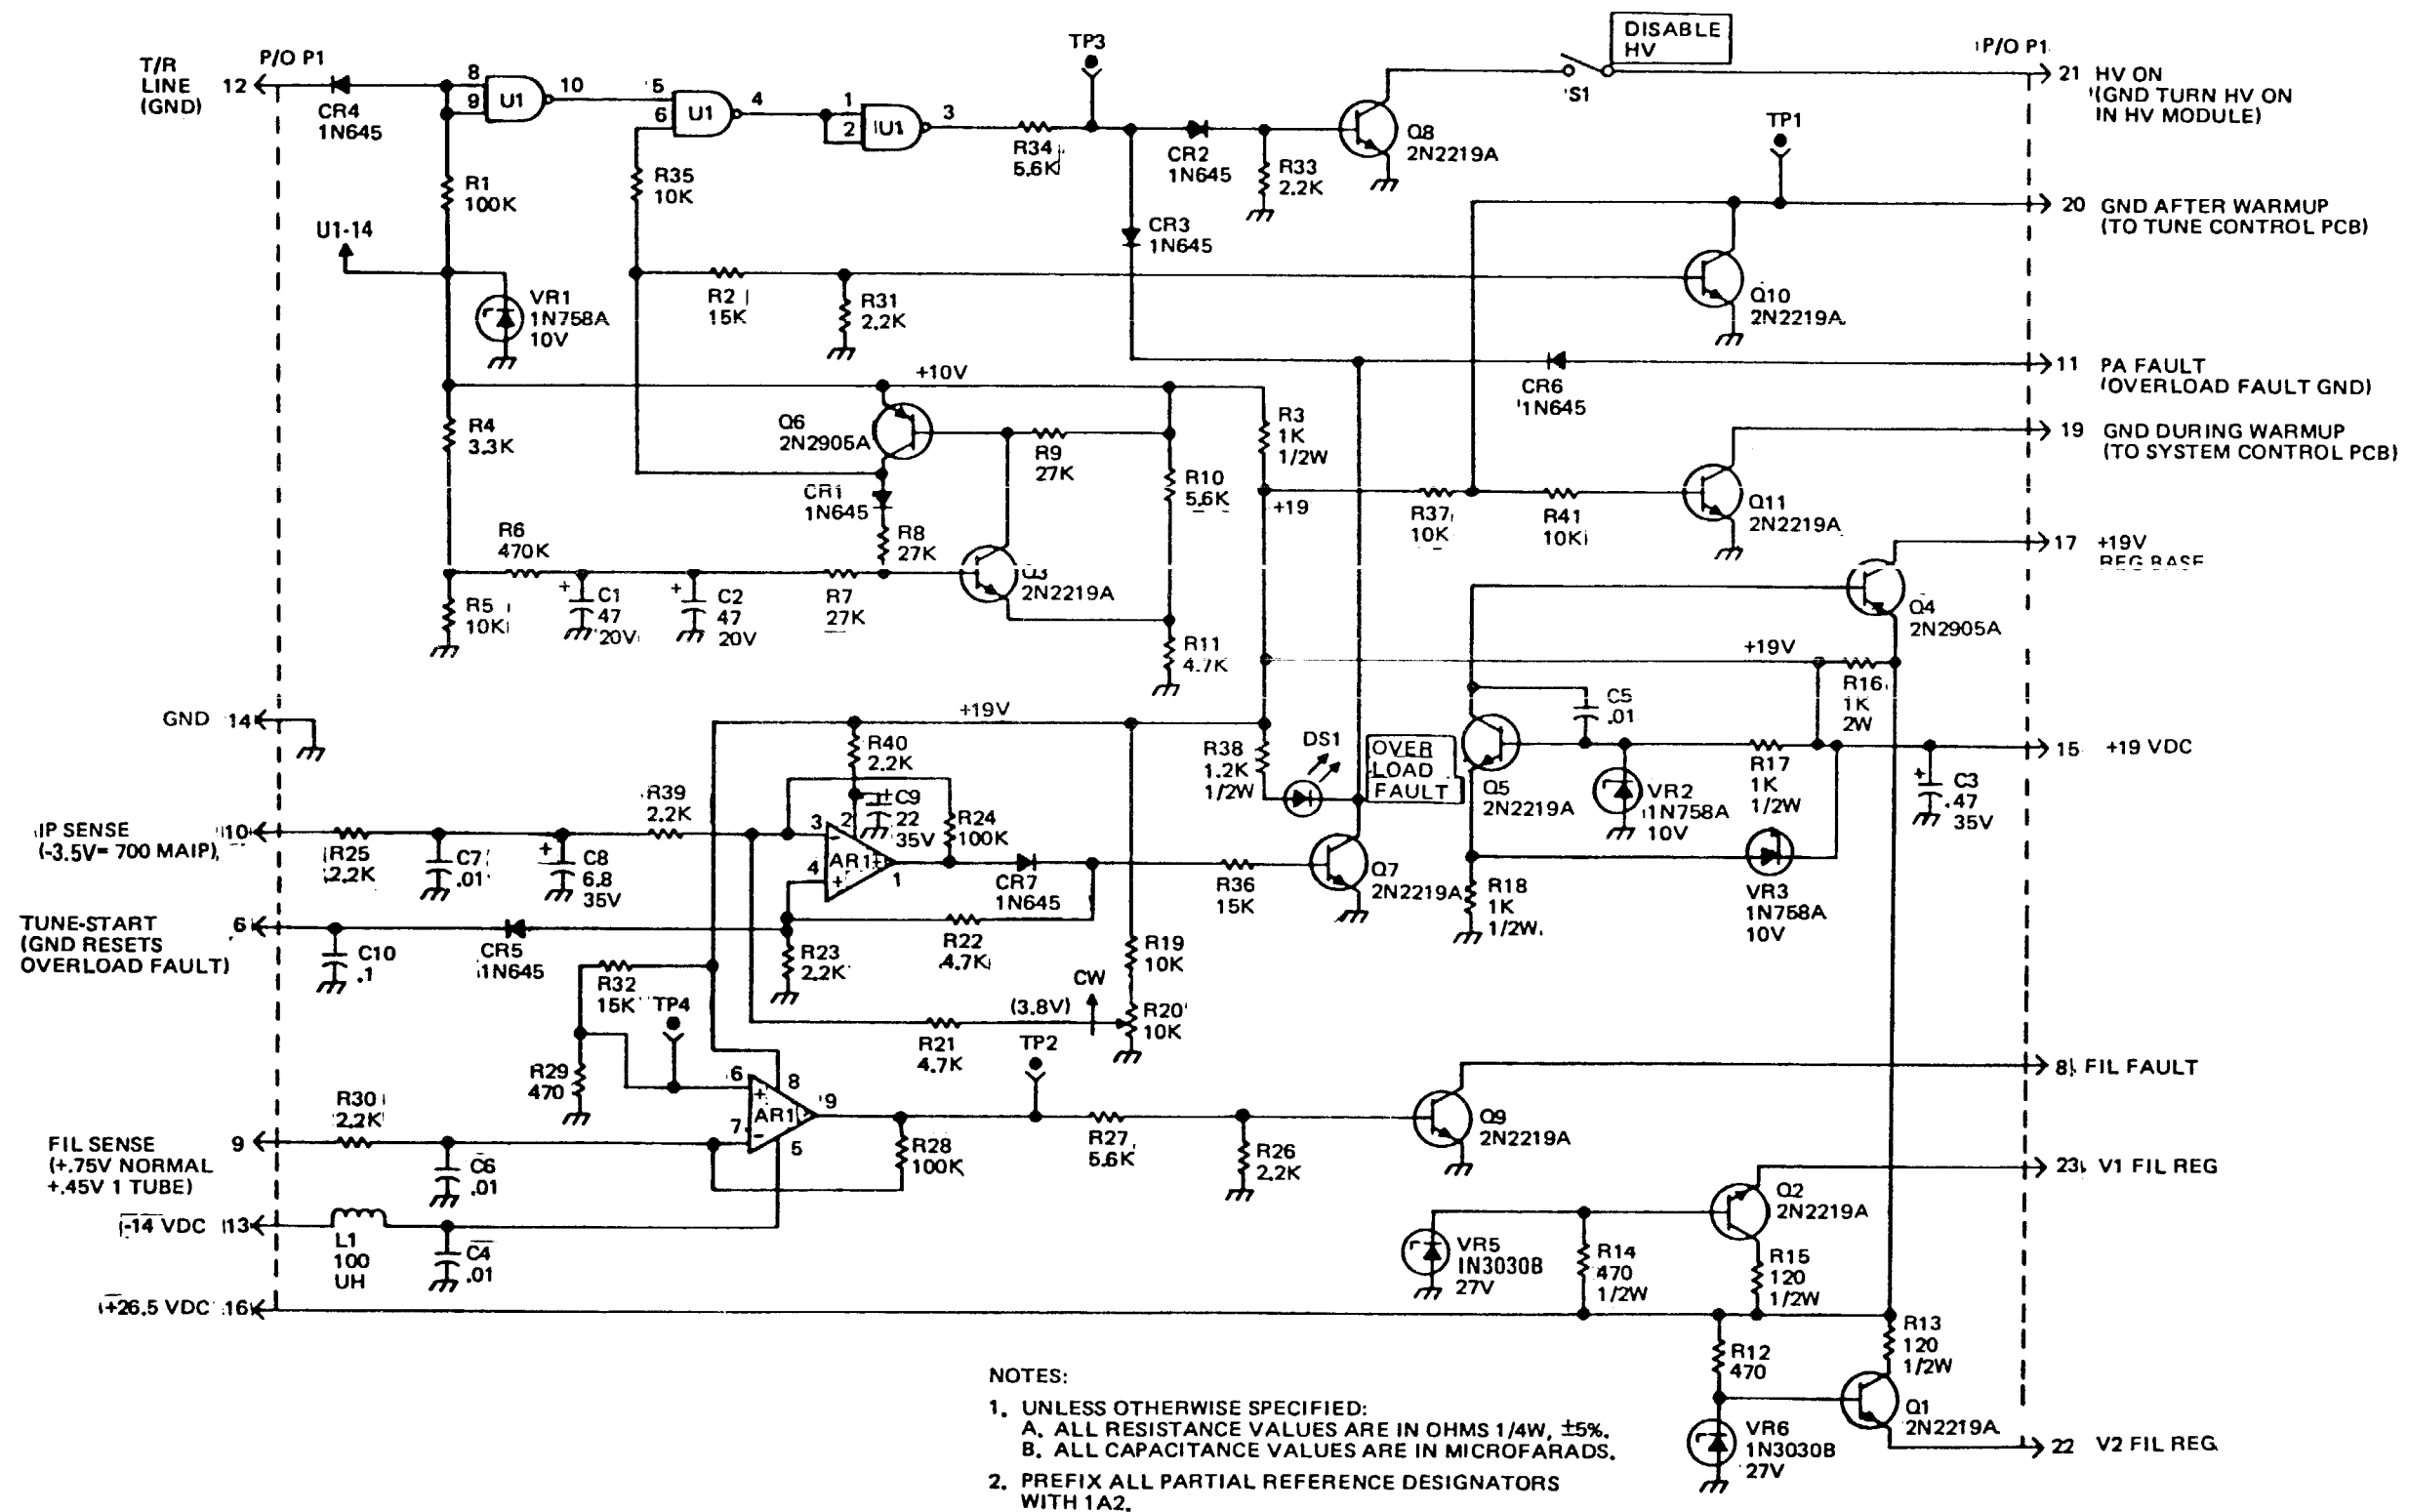 DISABLE
HV
TP3
P/O P1
P/O P1
T/R
LINE
(GND)
12
CR4
1N645
8
9
U1
10
5
6
U1
4
1
2
U1
3
R34
5.6K
CR2
1N645
R33
2.2K
Q8
2N2219A
S1
21 HV ON
(GND TURN HV ON
IN HV MODULE)
TP1
R1
100K
R35
10K
U1-14
CR3
1N645
20 GND AFTER WARMUP
(TO TUNE CONTROL PCB)
VR1
1N758A
10V
R2
15K
R31
2.2K
Q10
2N2219A
+10V
CR6
1N645
11 PA FAULT
(OVERLOAD FAULT GND)
R4
3.3K
Q6
2N2905A
R9
27K
R3
1K
1/2W
19 GND DURING WARMUP
(TO SYSTEM CONTROL PCB)
CR1
1N645
R10
5.6K
+19
R37
10K
R41
10K
Q11
2N2219A
R6
470K
R8
27K
17 +19V
REG BASE
R5
10K
+
C1
47
20V
+
C2
47
20V
R7
27K
Q3
2N2219A
Q4
2N2905A
R11
4.7K
+19V
R16
1K
2W
GND 14
+19V
R40
2.2K
R38
1.2K
1/2W
DS1
OVER
LOAD
FAULT
C5
.01
Q5
2N2219A
VR2
1N758A
10V
R17
1K
1/2W
15 +19 VDC
+
C3
.47
35V
IP SENSE
(-3.5V= 700 MAIP)
10
R25
2.2K
C7
.01
+
C8
6.8
35V
R39
2.2K
3
-
2
+
C9
22
35V
AR1
4
+
1
R24
100K
CR7
1N645
R36
15K
Q7
2N2219A
R18
1K
1/2W
VR3
1N758A
10V
TUNE-START
(GND RESETS
OVERLOAD FAULT)
6
C10
.1
CR5
1N645
R23
2.2K
R22
4.7K
R19
10K
R32
15K
TP4
(3.8V)
CW
R20
10K
R21
4.7K
TP2
R29
470
6
+
8
AR1
9
7
-
5
8 FIL FAULT
R30
2.2K
FIL SENSE
(+.75V NORMAL
+.45V 1 TUBE)
9
C6
.01
R28
100K
R27
5.6K
R26
2.2K
Q9
2N2219A
23 V1 FIL REG
-14 VDC 13
L1
100
UH
C4
.01
Q2
2N2219A
VR5
1N3030B
27V
R14
470
1/2W
R15
120
1/2W
+26.5 VDC 16
R12
470
R13
120
1/2W
VR6
1N3030B
27V
Q1
2N2219A
22 V2 FIL REG
NOTES:
1. UNLESS OTHERWISE SPECIFIED:
A. ALL RESISTANCE VALUES ARE IN OHMS 1/4W, ±5%.
B. ALL CAPACITANCE VALUES ARE IN MICROFARADS.
2. PREFIX ALL PARTIAL REFERENCE DESIGNATORS
WITH 1A2.